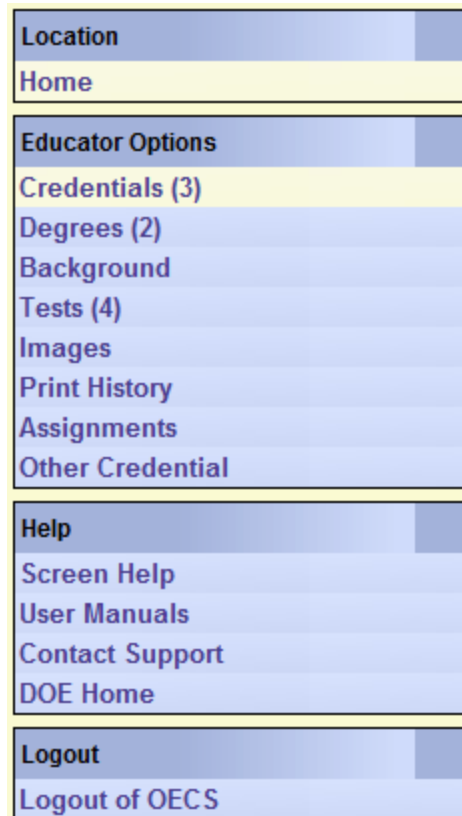 Location
Home
Educator Options
Credentials (3)
Degrees (2)
Background
Tests (4)
Images
Print History
Assignments
Other Credential
Help
Screen Help
User Manuals
Contact Support
DOE Home
Logout
Logout of OECS